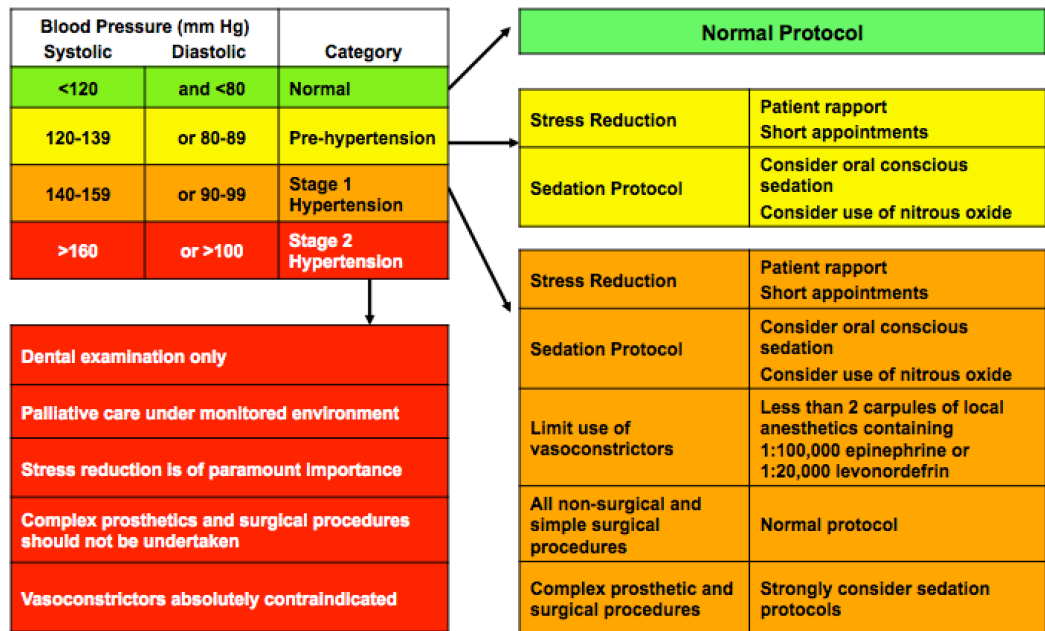 Blood Pressure (mm Hg)
Systolic Diastolic Category
<120 and <80 Normal
120-139 or 80-89 Pre-hypertension
140-159 or 90-99 Stage 1
Hypertension
>160 or >100 Stage 2
Hypertension
Dental examination only
Palliative care under monitored environment
Stress reduction is of paramount importance
Complex prosthetics and surgical procedures
should not be undertaken
Vasoconstrictors absolutely contraindicated
Normal Protocol
Stress Reduction
Patient rapport
Short appointments
Sedation Protocol
Consider oral conscious
sedation
Consider use of nitrous oxide
Stress Reduction
Patient rapport
Short appointments
Sedation Protocol
Consider oral conscious
sedation
Consider use of nitrous oxide
Limit use of
vasoconstrictors
Less than 2 carpules of local
anesthetics containing
1:100,000 epinephrine or
1:20,000 levonordefrin
All non-surgical and
simple surgical
procedures
Normal protocol
Complex prosthetic and
surgical procedures
Strongly consider sedation
protocols